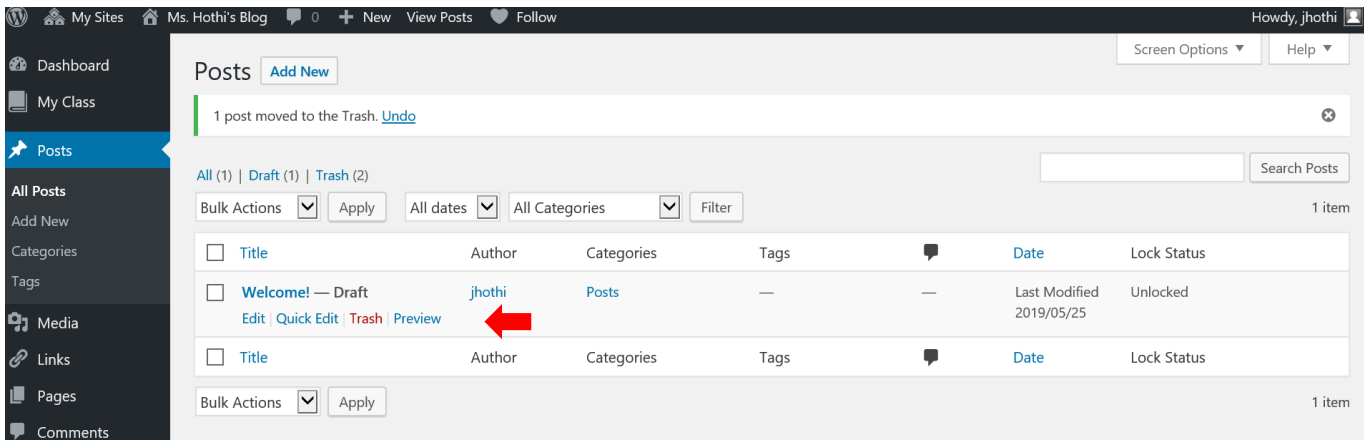 My Sites Ms. Hothi's Blog 0 New View Posts Follow Howdy, jhothi
Screen Options ▼ Help ▼
Dashboard
My Class
Posts
All Posts
Add New
Categories
Tags
Media
Links
Pages
Comments
Posts Add New
1 post moved to the Trash. Undo
Search Posts
All (1) | Draft (1) | Trash (2)
Bulk Actions Apply All dates All Categories Filter 1 item
Title Author Categories Tags Date Lock Status
Welcome! — Draft jhothi Posts — — Last Modified Unlocked
2019/05/25
Edit | Quick Edit | Trash | Preview
Title Author Categories Tags Date Lock Status
Bulk Actions Apply 1 item